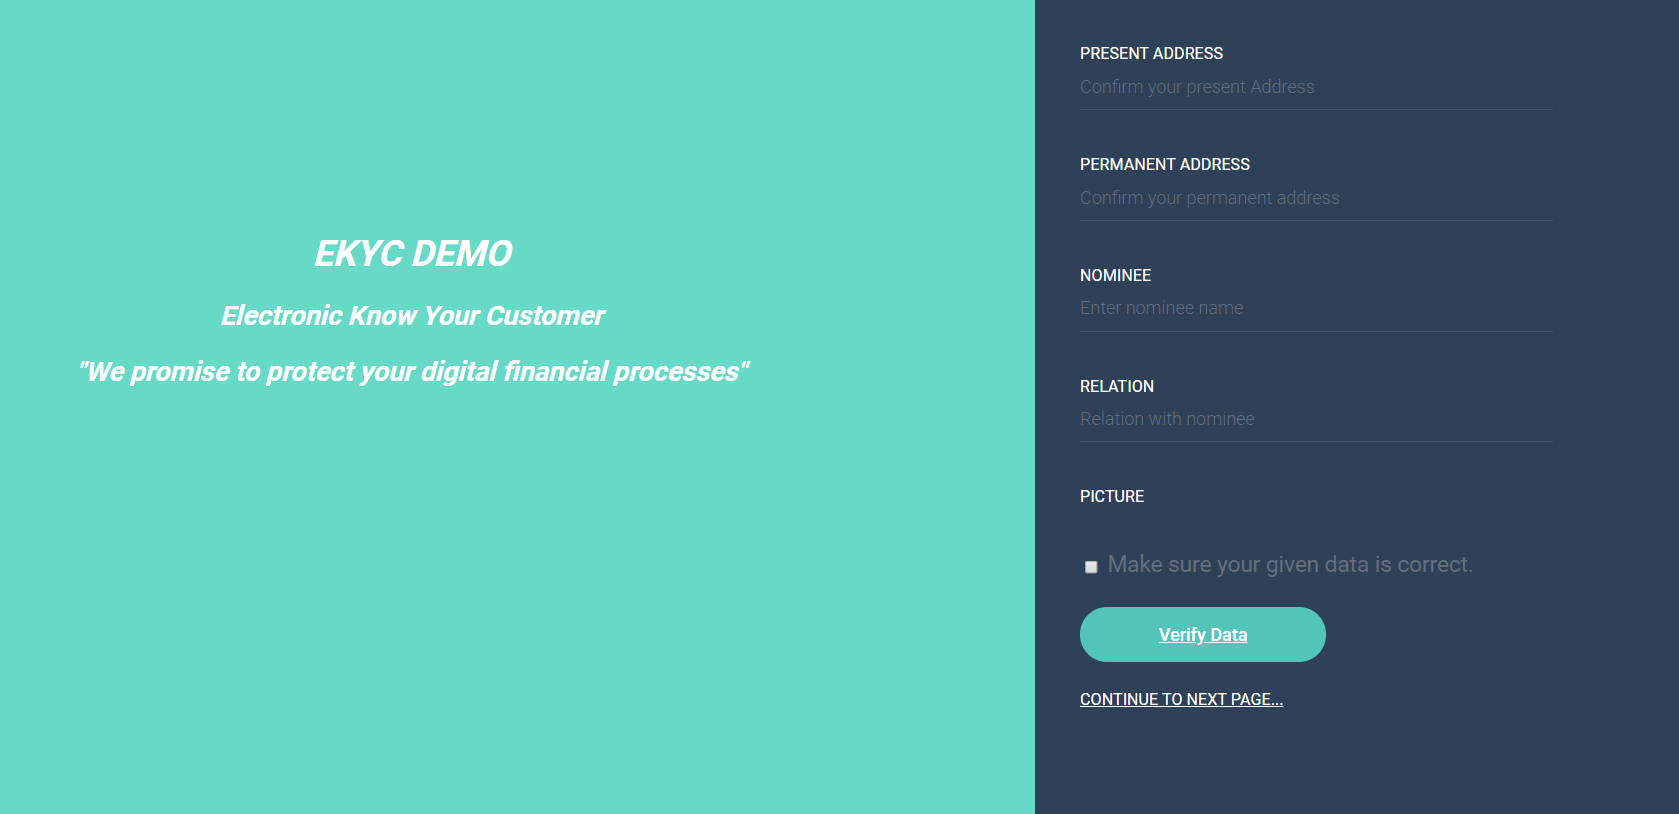 EKYC DEMO
Electronic Know Your Customer
"We promise to protect your digital financial processes"
PRESENT ADDRESS
Confirm your present Address
PERMANENT ADDRESS
Confirm your permanent address
NOMINEE
Enter nominee name
RELATION
Relation with nominee
PICTURE
Make sure your given data is correct.
Verify Data
CONTINUE TO NEXT PAGE...